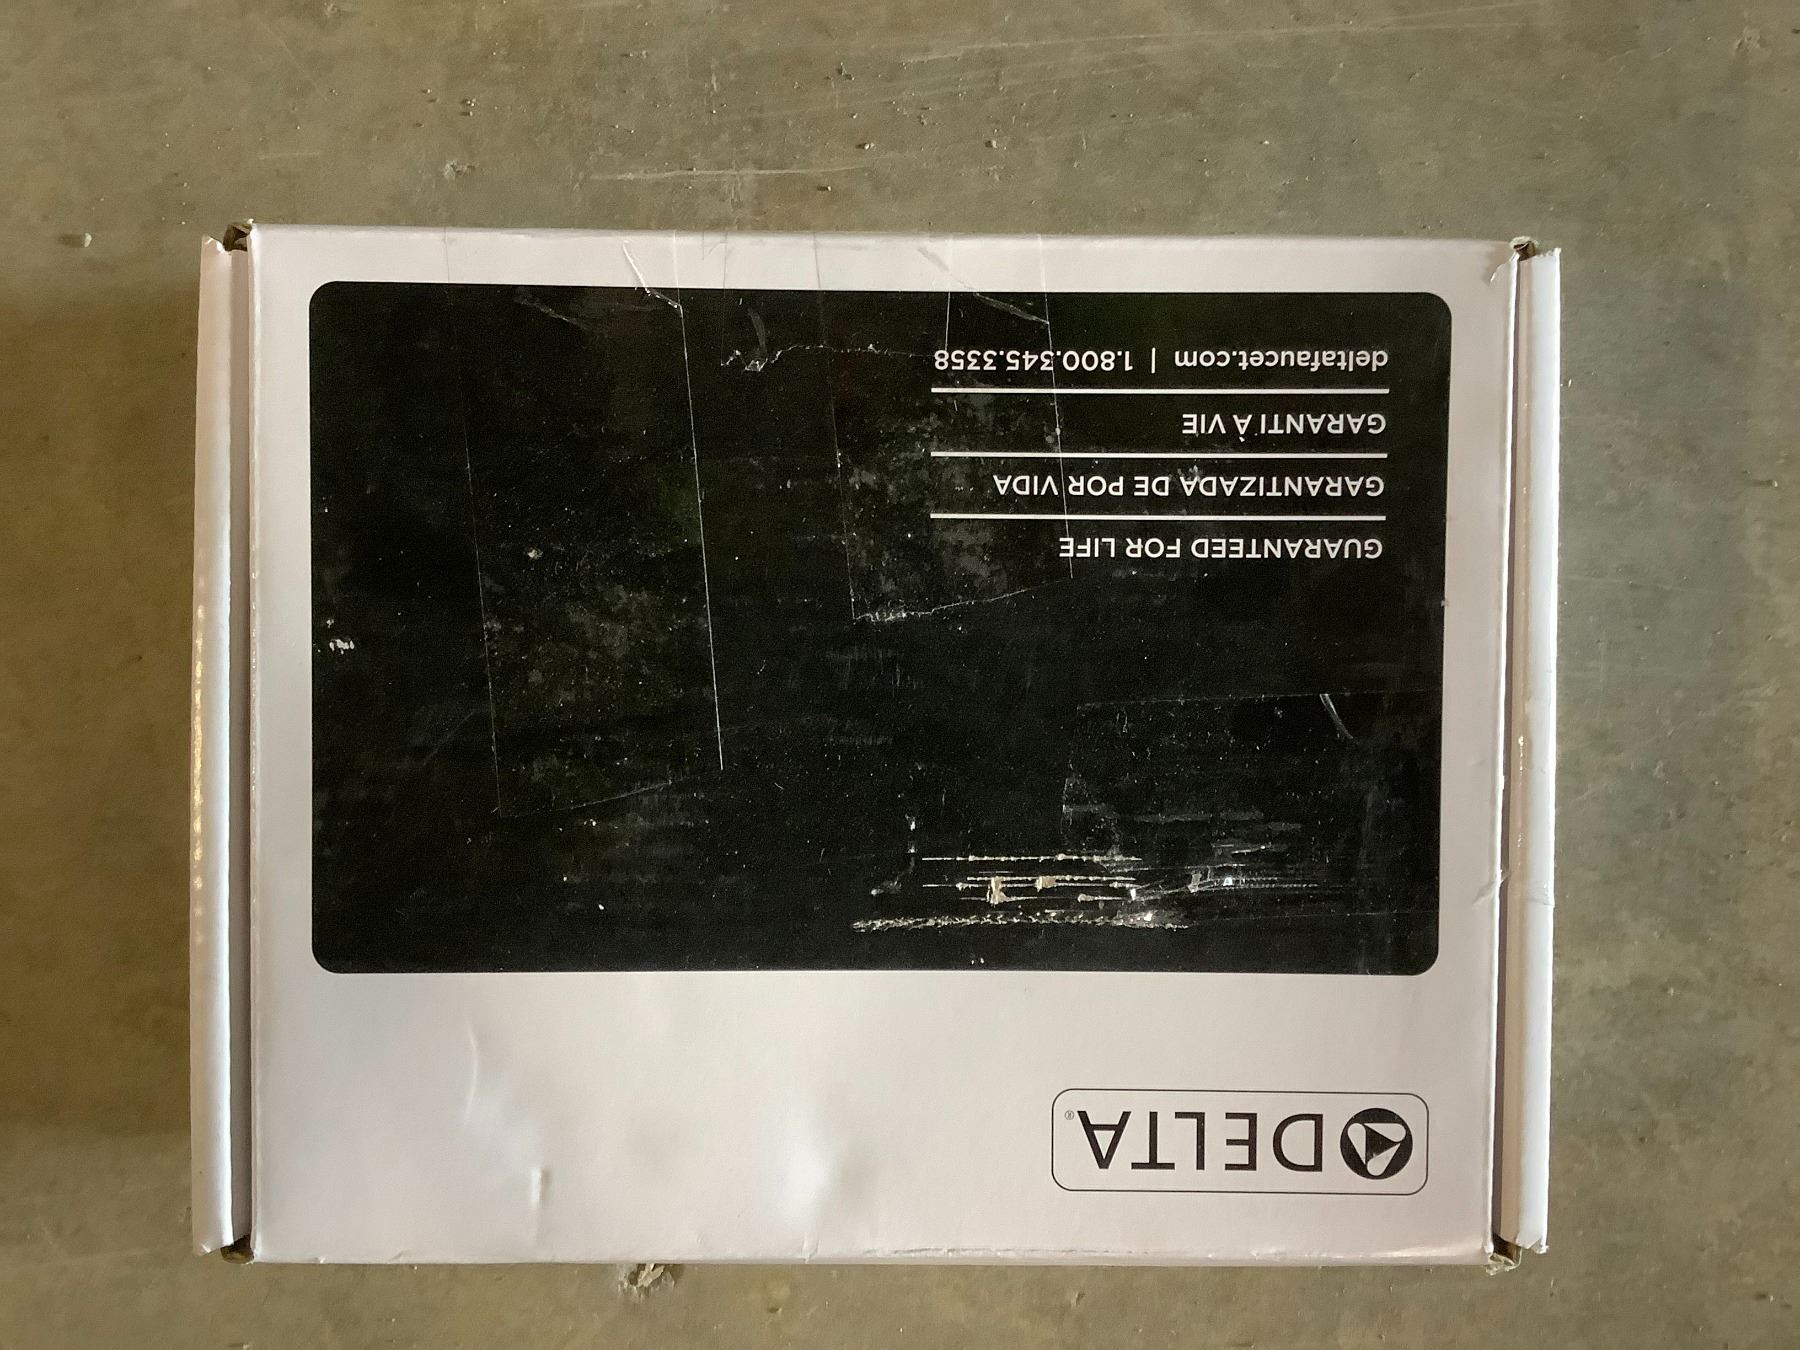 DELTA®
GUARANTEED FOR LIFE
GARANTIZADA DE POR VIDA
GARANTI À VIE
deltafaucet.com | 1.800.345.3358